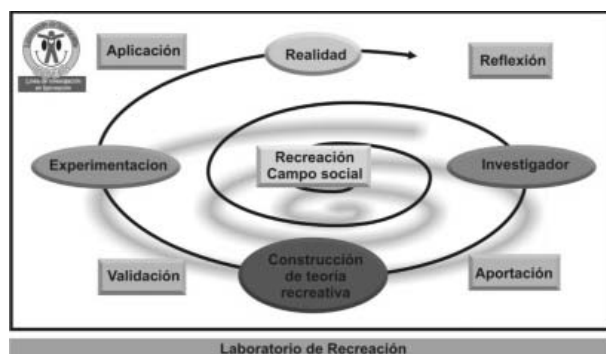 Aplicación
Realidad
Reflexión
Experimentacion
Recreación
Campo social
Investigador
Validación
Construcción
de teoría
recreativa
Aportación
Laboratorio de Recreación